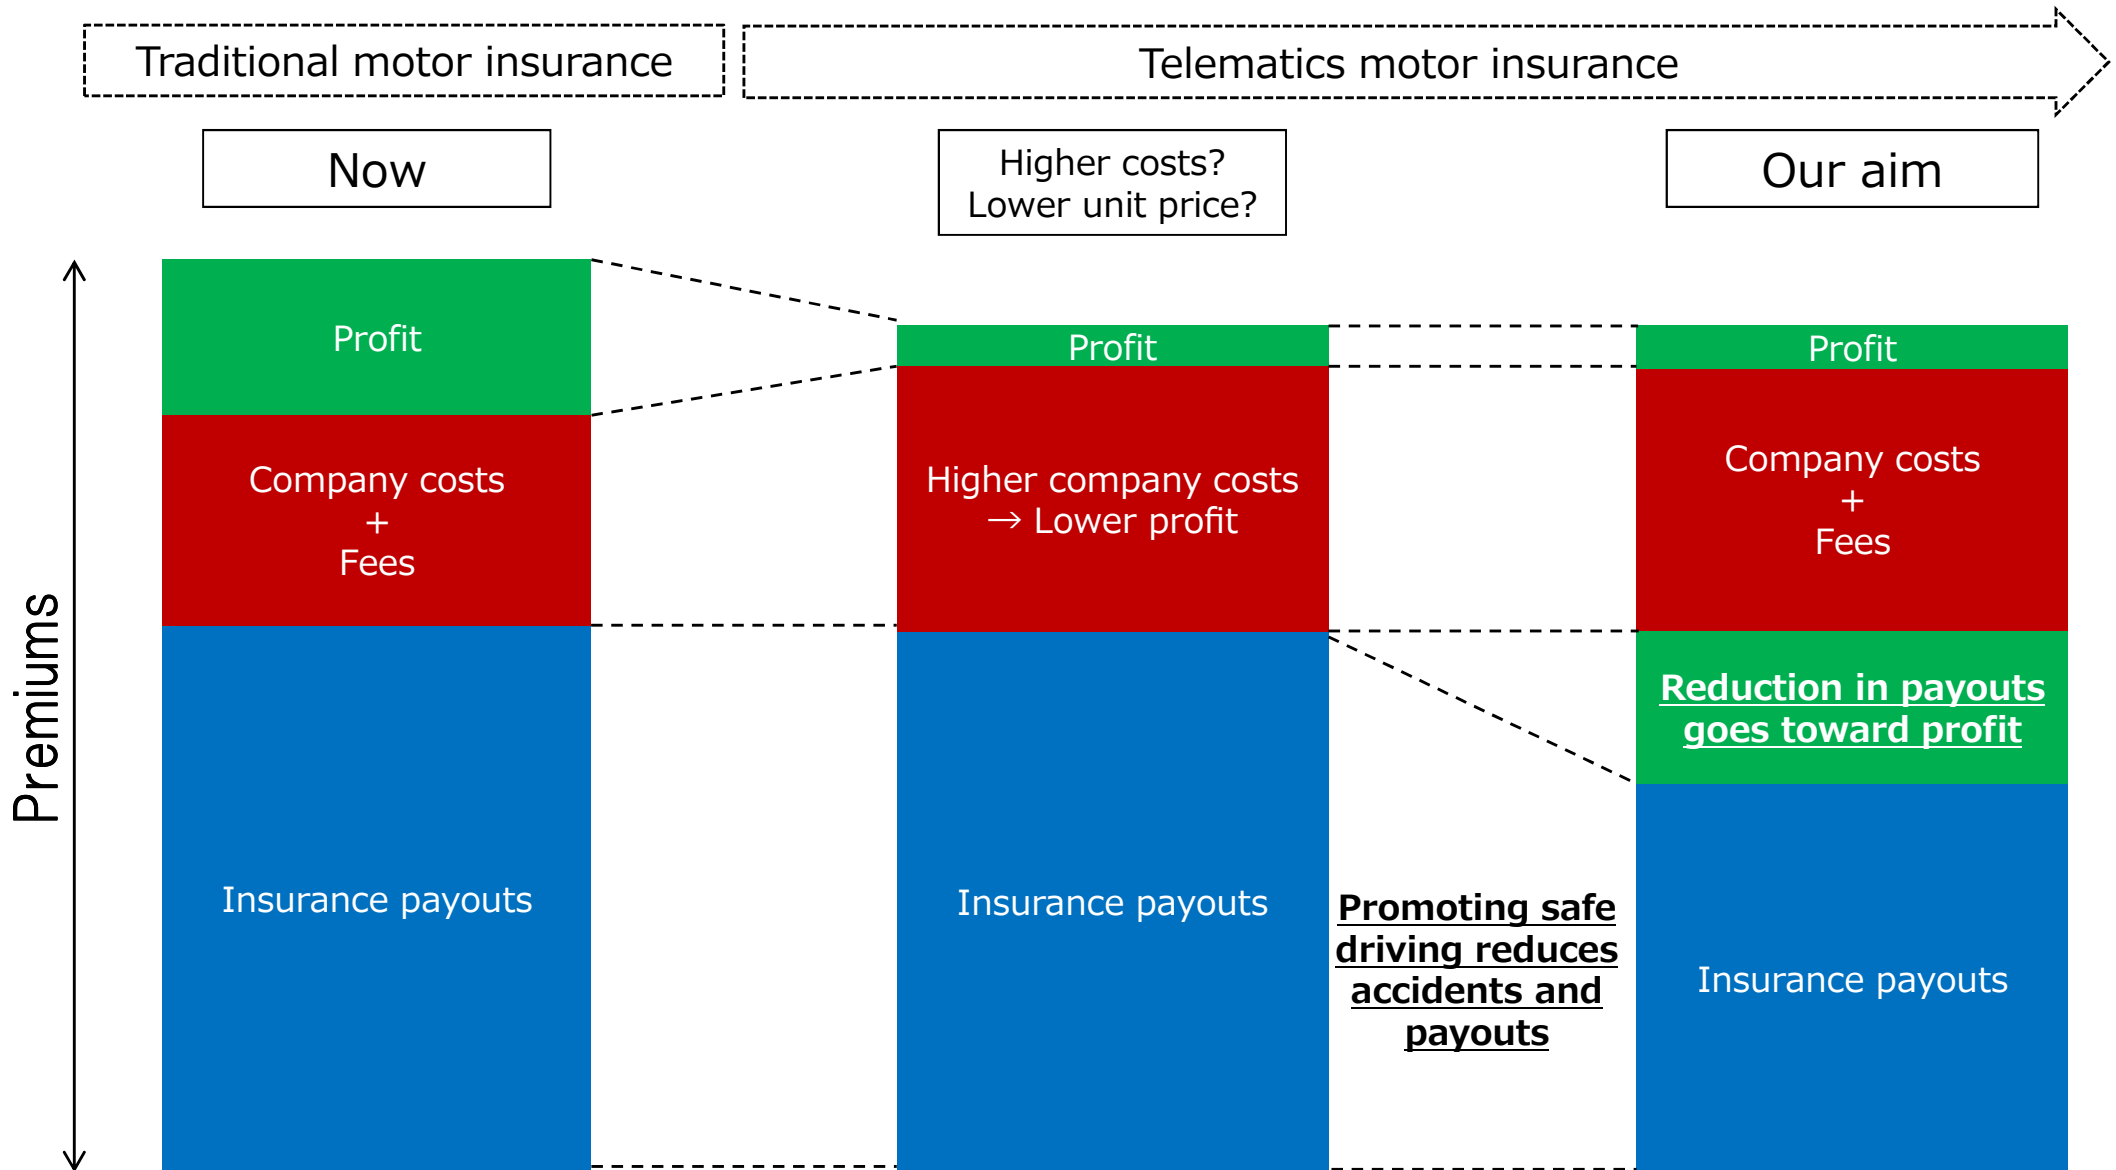 Traditional motor insurance
Telematics motor insurance
Now
Higher costs?
Lower unit price?
Our aim
Premiums
Profit
Company costs
+
Fees
Insurance payouts
Profit
Higher company costs
→ Lower profit
Insurance payouts
Promoting safe
driving reduces
accidents and
payouts
Profit
Company costs
+
Fees
Reduction in payouts
goes toward profit
Insurance payouts